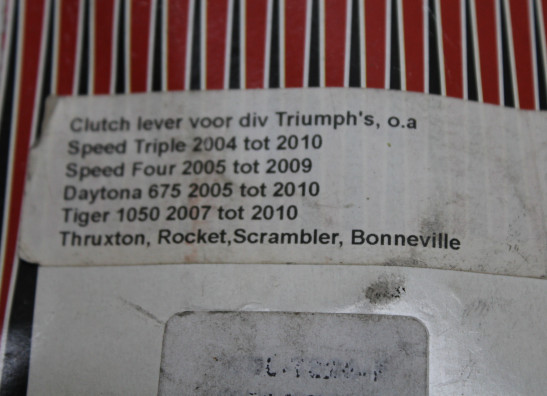 Clutch lever voor div Triumph's, o.a
Speed Triple 2004 tot 2010
Speed Four 2005 tot 2009
Daytona 675 2005 tot 2010
Tiger 1050 2007 tot 2010
Thruxton, Rocket,Scrambler, Bonneville